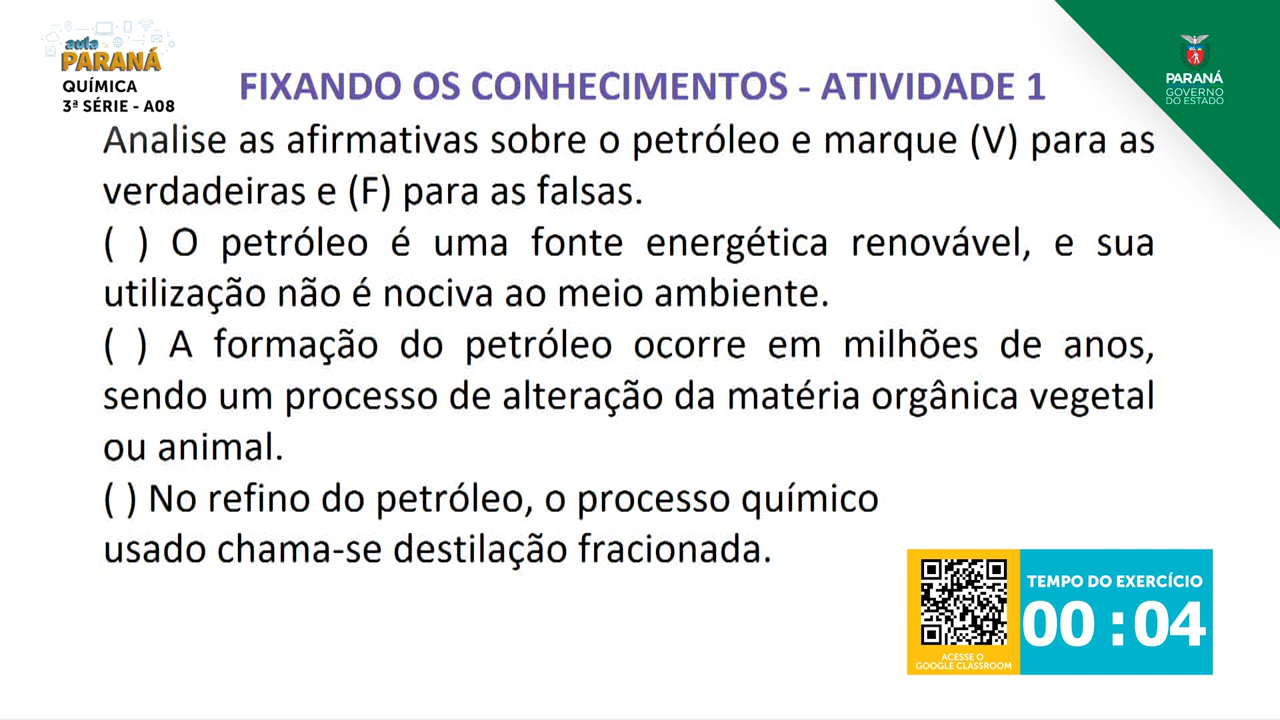 aula
PARANÁ
QUÍMICA
3ª SÉRIE - A08
PARANÁ
GOVERNO
DO ESTADO
FIXANDO OS CONHECIMENTOS - ATIVIDADE 1
Analise as afirmativas sobre o petróleo e marque (V) para as
verdadeiras e (F) para as falsas.
( ) O petróleo é uma fonte energética renovável, e sua
utilização não é nociva ao meio ambiente.
( ) A formação do petróleo ocorre em milhões de anos,
sendo um processo de alteração da matéria orgânica vegetal
ou animal.
( ) No refino do petróleo, o processo químico
usado chama-se destilação fracionada.
TEMPO DO EXERCÍCIO
00 : 04
ACESSE O
GOOGLE CLASSROOM